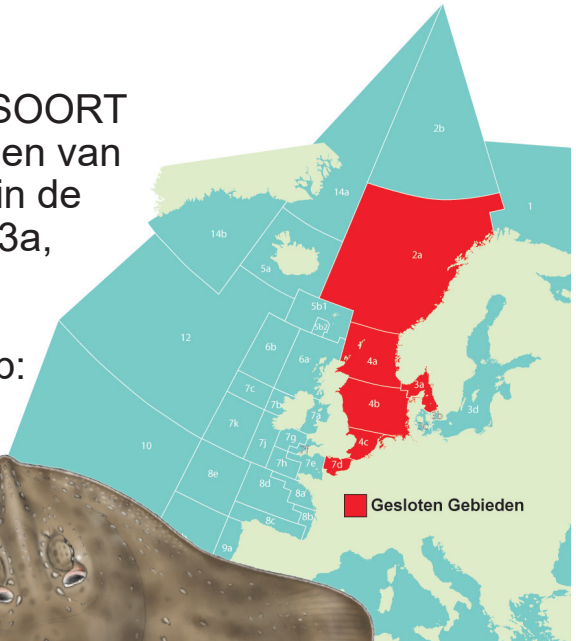 SOORT
en van
in de
3a,
o:
2b
14a
1
14b
2a
5a
5b1
12
5b2
6b
4a
6a
3a
7c
4b
3d
7b
7a
7k
10
7j
7g
4c
7h
7e
7d
8e
8d
8a
8b
8c
9a
Gesloten Gebieden